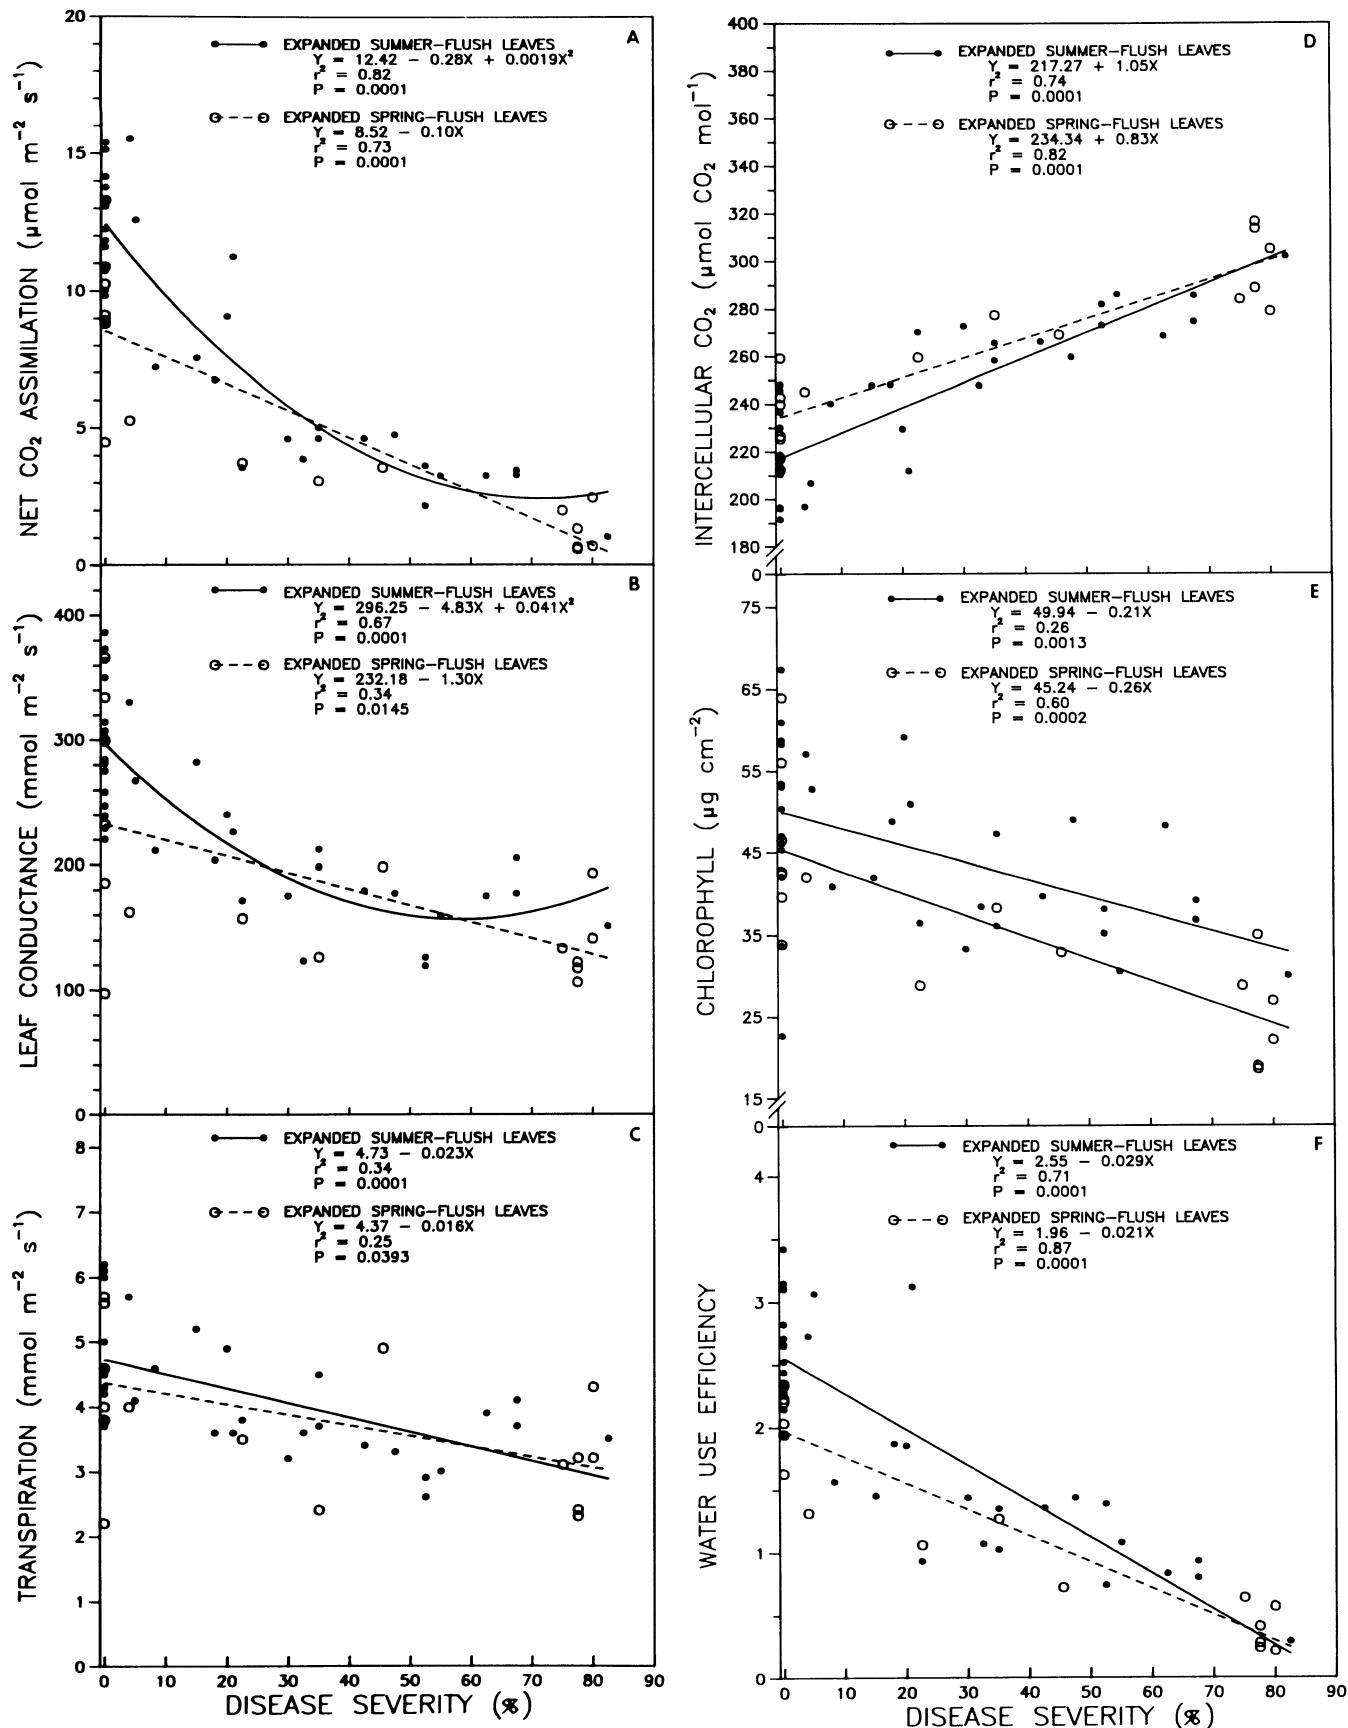 A
EXPANDED SUMMER–FLUSH LEAVES
Y = 12.42 − 0.28X + 0.0019X²
r² = 0.82
P = 0.0001
EXPANDED SPRING–FLUSH LEAVES
Y = 8.52 − 0.10X
r² = 0.73
P = 0.0001
NET CO₂ ASSIMILATION (μmol m⁻² s⁻¹)
20
15
10
5
0
B
EXPANDED SUMMER–FLUSH LEAVES
Y = 296.25 − 4.83X + 0.041X²
r² = 0.67
P = 0.0001
EXPANDED SPRING–FLUSH LEAVES
Y = 232.18 − 1.30X
r² = 0.34
P = 0.0145
LEAF CONDUCTANCE (mmol m⁻² s⁻¹)
400
300
200
100
0
C
EXPANDED SUMMER–FLUSH LEAVES
Y = 4.73 − 0.023X
r² = 0.34
P = 0.0001
EXPANDED SPRING–FLUSH LEAVES
Y = 4.37 − 0.016X
r² = 0.25
P = 0.0393
TRANSPIRATION (mmol m⁻² s⁻¹)
8
7
6
5
4
3
2
1
0
0 10 20 30 40 50 60 70 80 90
DISEASE SEVERITY (%)
D
EXPANDED SUMMER–FLUSH LEAVES
Y = 217.27 + 1.05X
r² = 0.74
P = 0.0001
EXPANDED SPRING–FLUSH LEAVES
Y = 234.34 + 0.83X
r² = 0.82
P = 0.0001
INTERCELLULAR CO₂ (μmol CO₂ mol⁻¹)
400
380
360
340
320
300
280
260
240
220
200
180
0
E
EXPANDED SUMMER–FLUSH LEAVES
Y = 49.94 − 0.21X
r² = 0.26
P = 0.0013
EXPANDED SPRING–FLUSH LEAVES
Y = 45.24 − 0.26X
r² = 0.60
P = 0.0002
CHLOROPHYLL (μg cm⁻²)
75
65
55
45
35
25
15
0
F
EXPANDED SUMMER–FLUSH LEAVES
Y = 2.55 − 0.029X
r² = 0.71
P = 0.0001
EXPANDED SPRING–FLUSH LEAVES
Y = 1.96 − 0.021X
r² = 0.87
P = 0.0001
WATER USE EFFICIENCY
4
3
2
1
0
0 10 20 30 40 50 60 70 80 90
DISEASE SEVERITY (%)